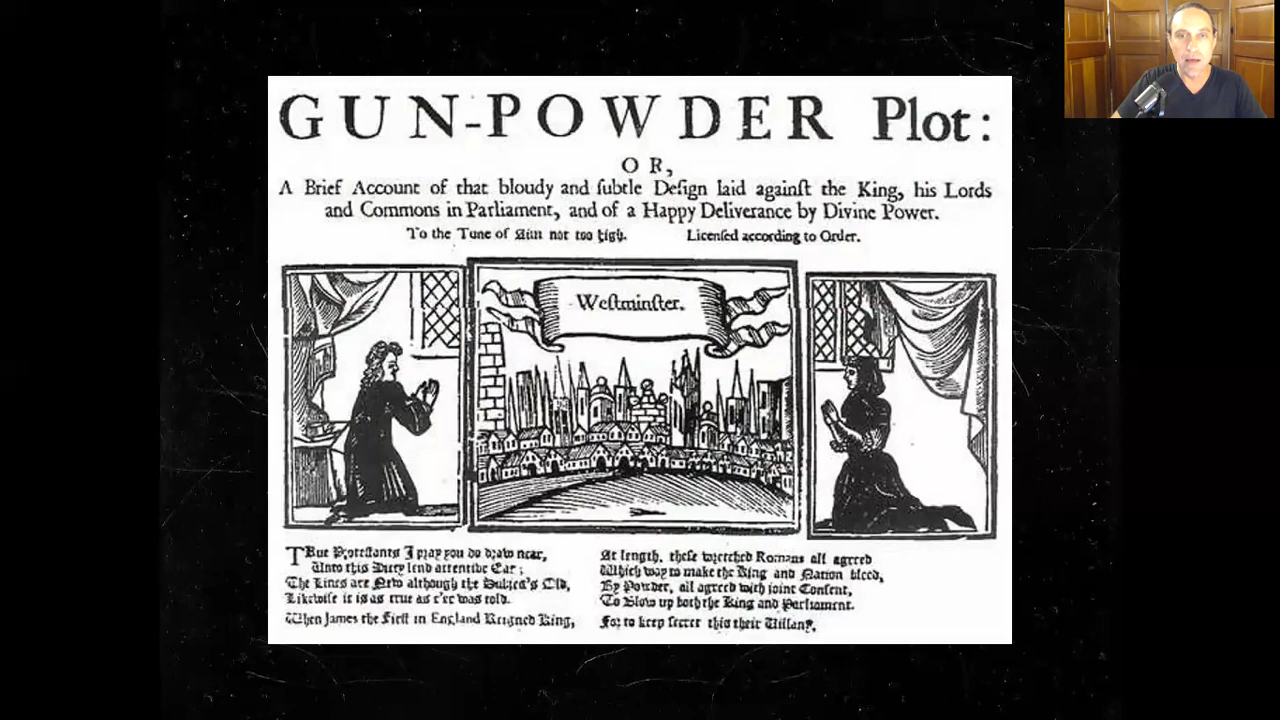 GUN-POWDER Plot:
OR,
A Brief Account of that bloudy and ſubtle Deſign laid againſt the King, his Lords
and Commons in Parliament, and of a Happy Deliverance by Divine Power.
To the Tune of Aim not too high. Licenſed according to Order.
Weſtminſter.
TRue Proteſtants I pray you do draw near,
Unto this Ditty lend attentive Ear;
The Lines are New although the Subject's Old,
Likewiſe it is as true as e'er was told.
When James the Firſt in England Reigned King,
At length, theſe wretched Romans all agreed
Which way to make the King and Nation bleed,
By Powder, all agreed with joint Conſent,
To Blow up both the King and Parliament.
For to keep ſecret this their Villany,